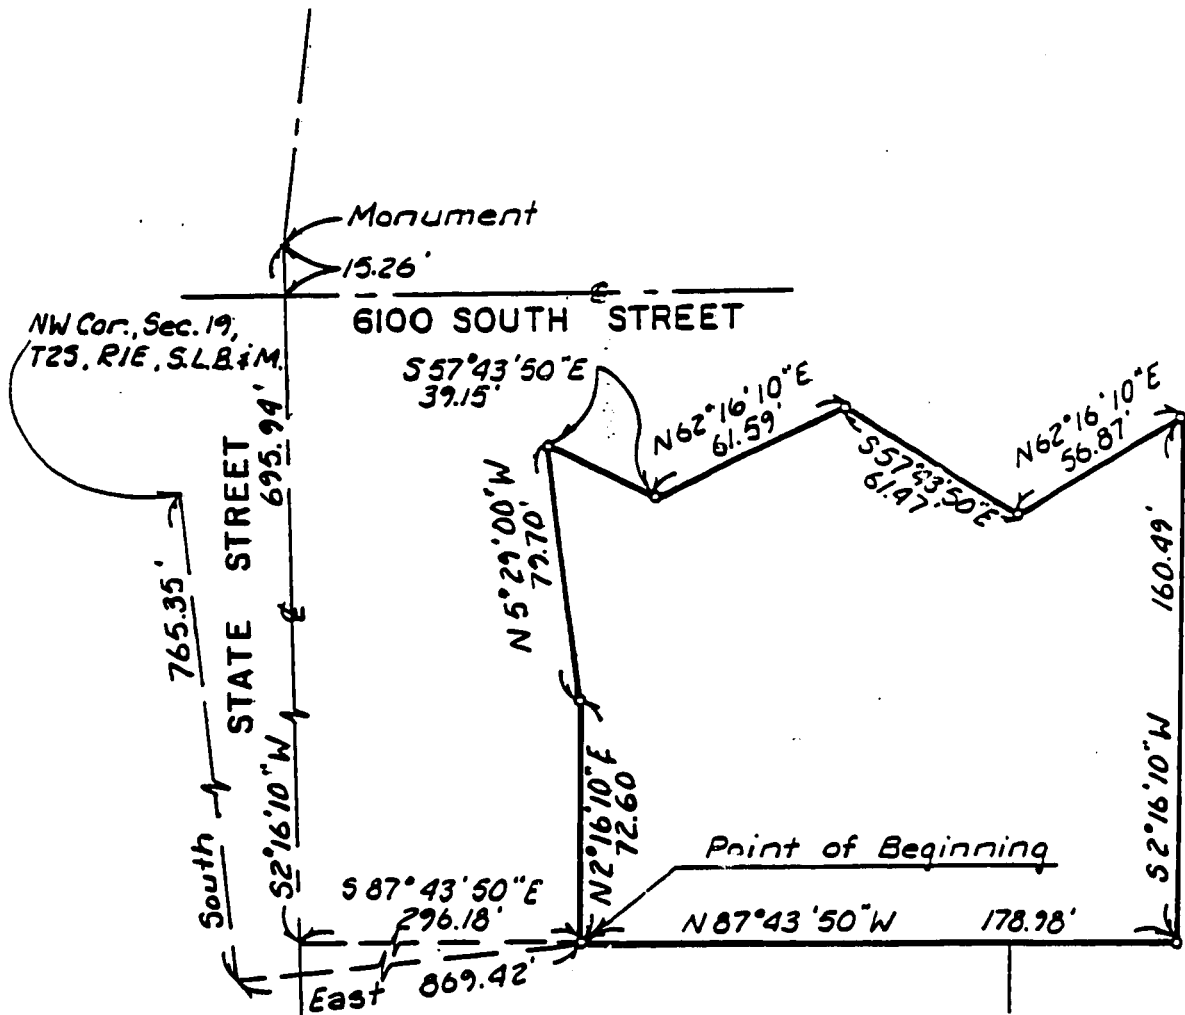 Monument
15.26'
6100 SOUTH STREET
NW Cor., Sec. 19,
T2S, R1E, S.L.B.&M.
S57°43'50"E
39.15'
N62°16'10"E
61.59'
S57°43'50"E
61.47'
N62°16'10"E
56.87'
695.94'
STATE STREET
765.35'
N5°29'00"W
79.70'
160.49'
S2°16'10"W
South
S2°16'10"W
N2°16'10"E
72.60
Point of Beginning
S87°43'50"E
296.18'
N87°43'50"W 178.98'
East 869.42'